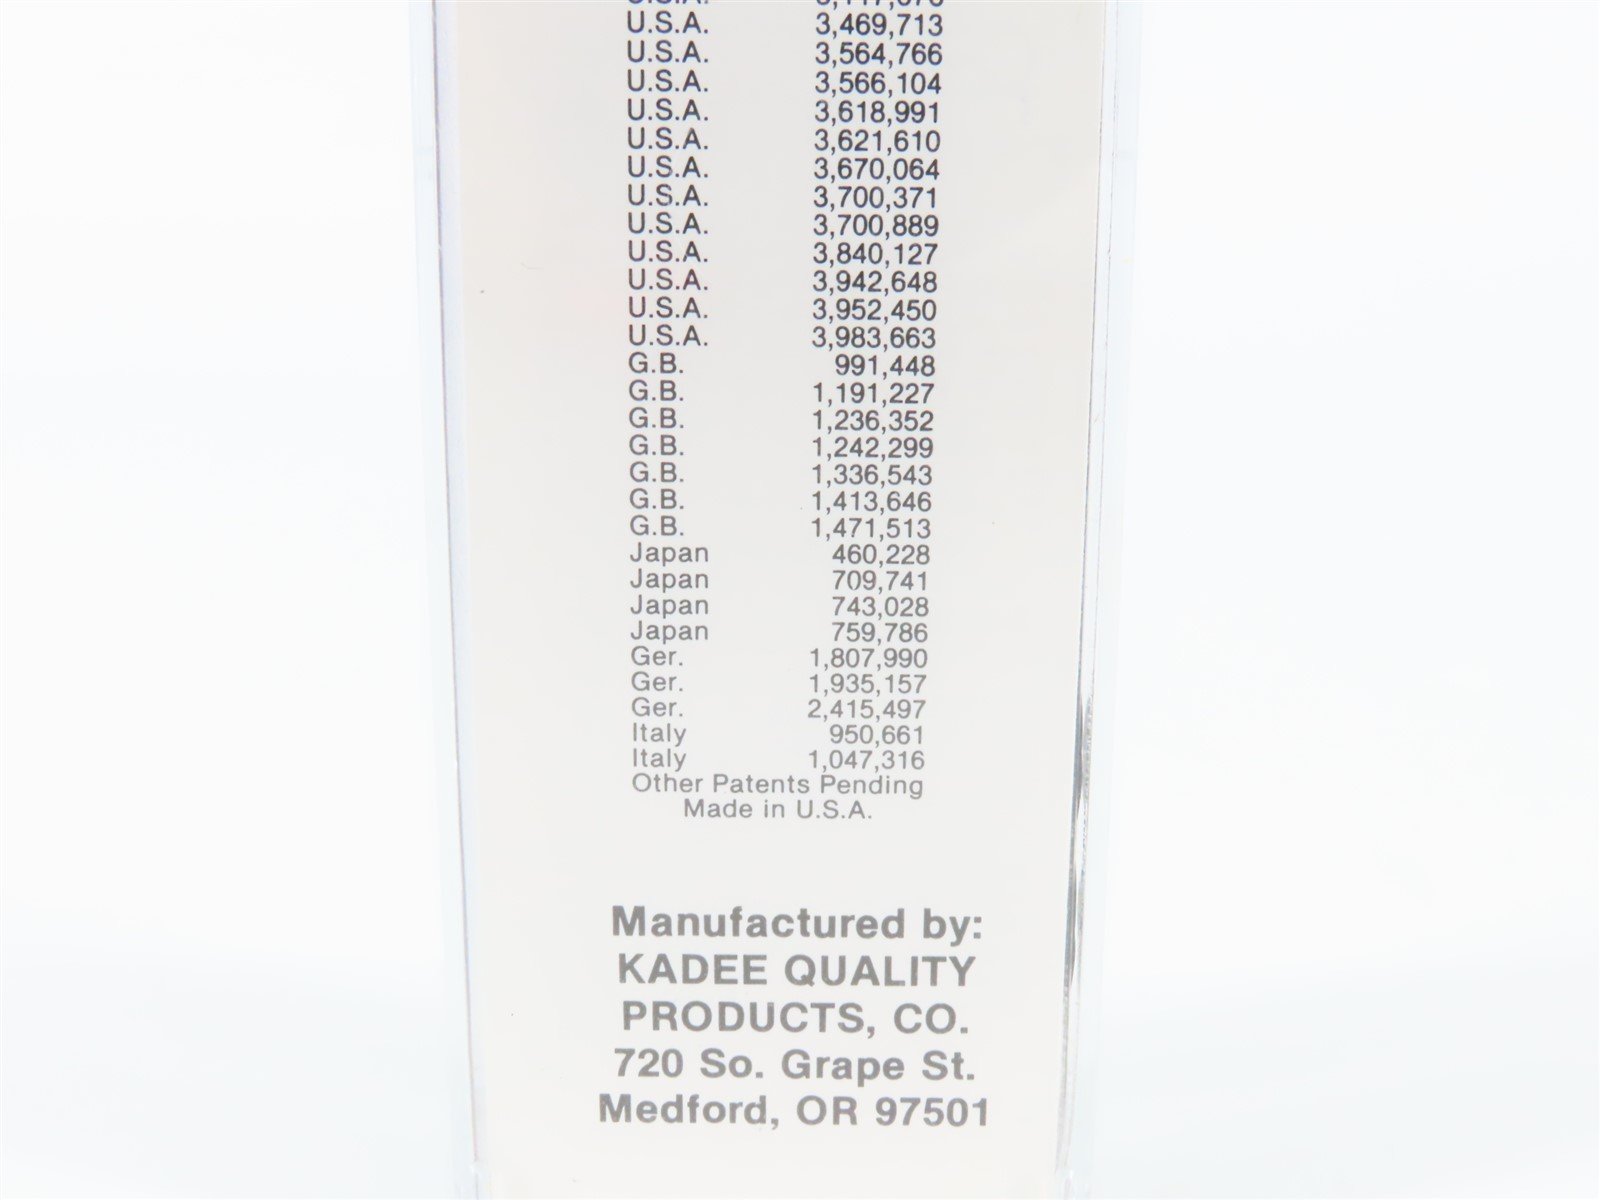 U.S.A. 3,469,713
U.S.A. 3,564,766
U.S.A. 3,566,104
U.S.A. 3,618,991
U.S.A. 3,621,610
U.S.A. 3,670,064
U.S.A. 3,700,371
U.S.A. 3,700,889
U.S.A. 3,840,127
U.S.A. 3,942,648
U.S.A. 3,952,450
U.S.A. 3,983,663
G.B. 991,448
G.B. 1,191,227
G.B. 1,236,352
G.B. 1,242,299
G.B. 1,336,543
G.B. 1,413,646
G.B. 1,471,513
Japan 460,228
Japan 709,741
Japan 743,028
Japan 759,786
Ger. 1,807,990
Ger. 1,935,157
Ger. 2,415,497
Italy 950,661
Italy 1,047,316
Other Patents Pending
Made in U.S.A.
Manufactured by:
KADEE QUALITY
PRODUCTS, CO.
720 So. Grape St.
Medford, OR 97501